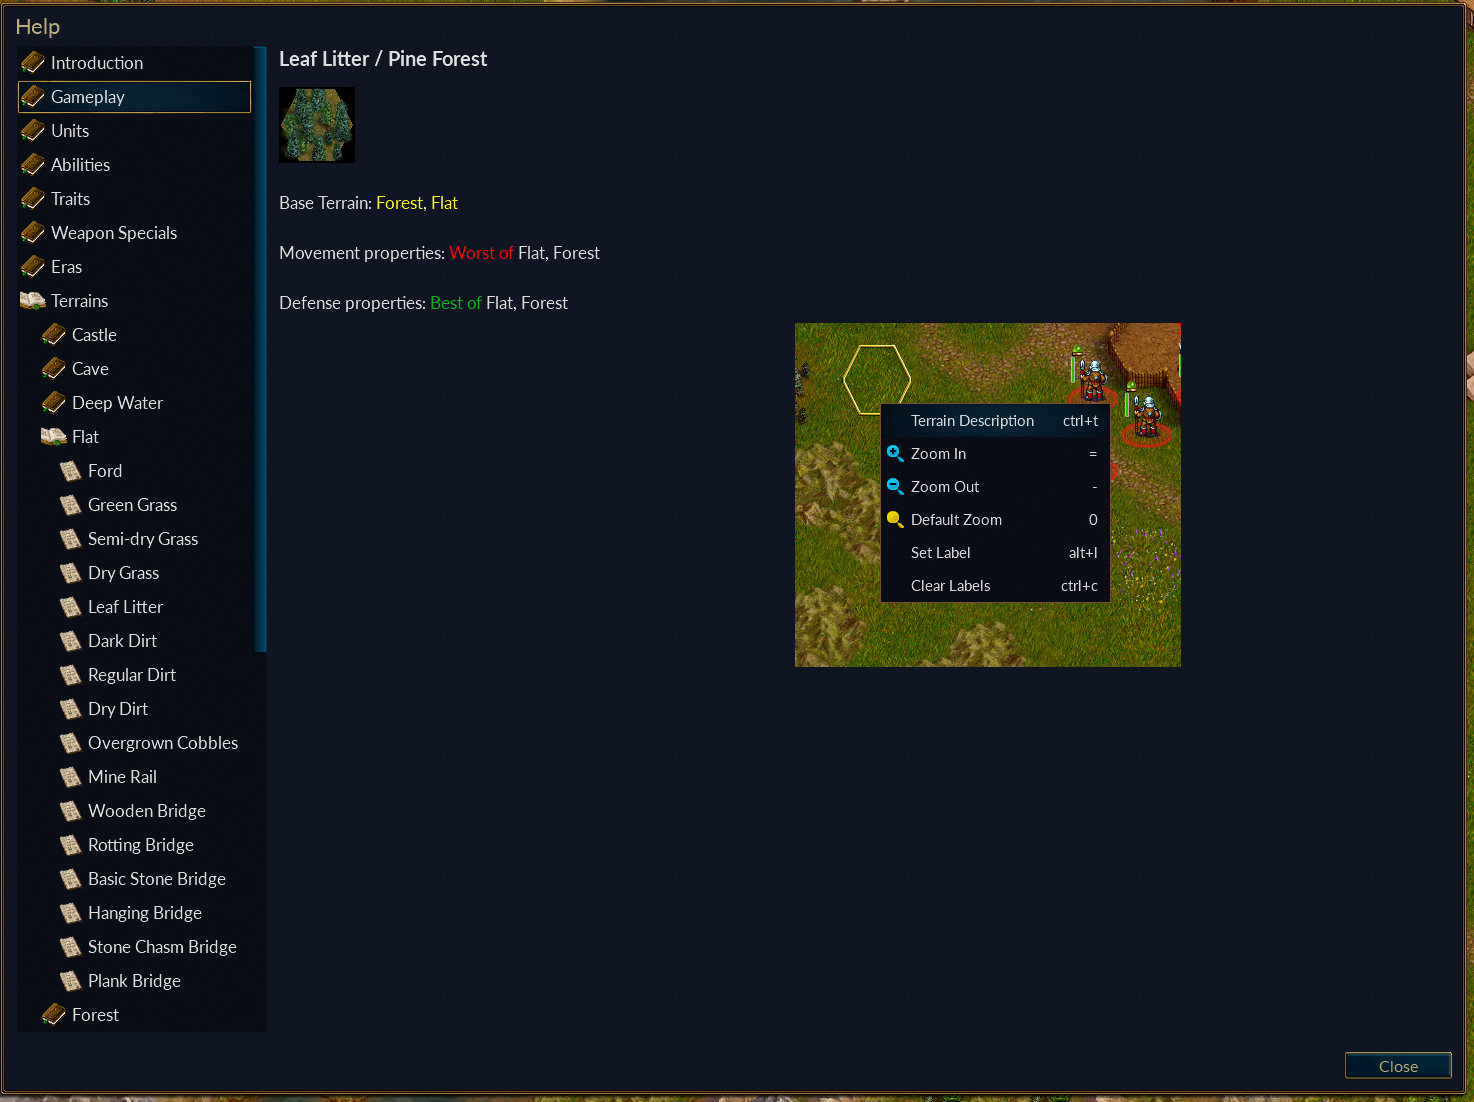 Help
Introduction
Gameplay
Units
Abilities
Traits
Weapon Specials
Eras
Terrains
Castle
Cave
Deep Water
Flat
Ford
Green Grass
Semi-dry Grass
Dry Grass
Leaf Litter
Dark Dirt
Regular Dirt
Dry Dirt
Overgrown Cobbles
Mine Rail
Wooden Bridge
Rotting Bridge
Basic Stone Bridge
Hanging Bridge
Stone Chasm Bridge
Plank Bridge
Forest
Leaf Litter / Pine Forest
Base Terrain: Forest, Flat
Movement properties: Worst of Flat, Forest
Defense properties: Best of Flat, Forest
Terrain Description ctrl+t
Zoom In =
Zoom Out -
Default Zoom 0
Set Label alt+l
Clear Labels ctrl+c
Close